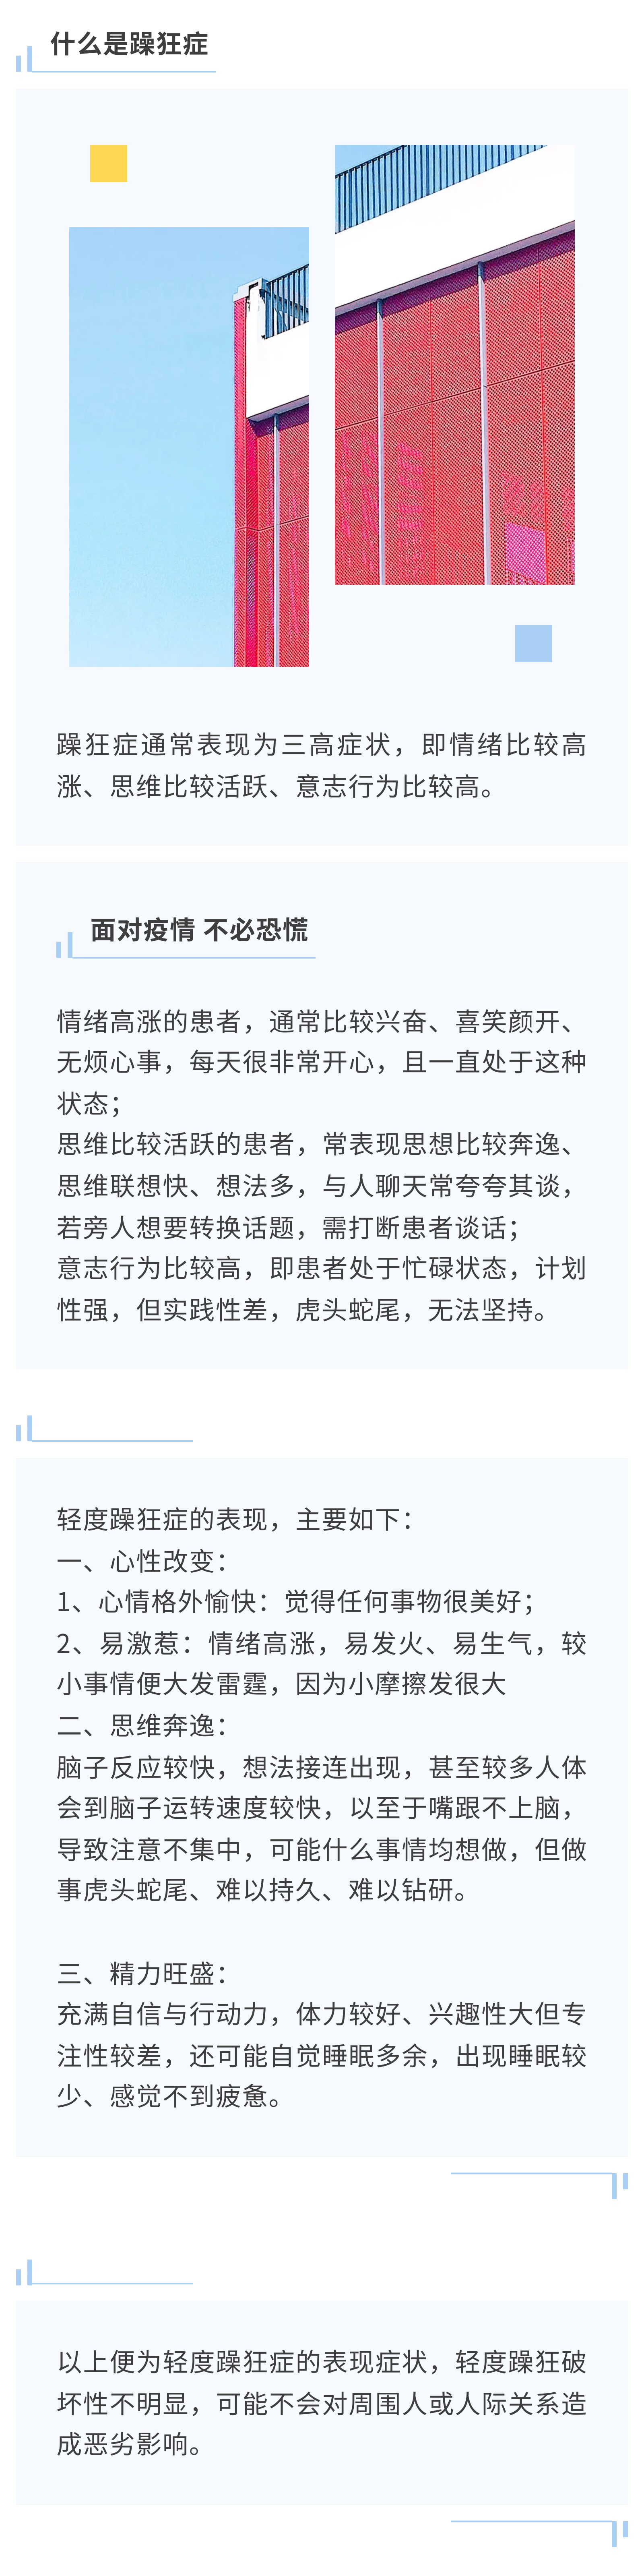 什么是躁狂症
躁狂症通常表现为三高症状，即情绪比较高
涨、思维比较活跃、意志行为比较高。
面对疫情 不必恐慌
情绪高涨的患者，通常比较兴奋、喜笑颜开、
无烦心事，每天很非常开心，且一直处于这种
状态；
思维比较活跃的患者，常表现思想比较奔逸、
思维联想快、想法多，与人聊天常夸夸其谈，
若旁人想要转换话题，需打断患者谈话；
意志行为比较高，即患者处于忙碌状态，计划
性强，但实践性差，虎头蛇尾，无法坚持。
轻度躁狂症的表现，主要如下：
一、心性改变：
1、心情格外愉快：觉得任何事物很美好；
2、易激惹：情绪高涨，易发火、易生气，较
小事情便大发雷霆，因为小摩擦发很大
二、思维奔逸：
脑子反应较快，想法接连出现，甚至较多人体
会到脑子运转速度较快，以至于嘴跟不上脑，
导致注意不集中，可能什么事情均想做，但做
事虎头蛇尾、难以持久、难以钻研。
三、精力旺盛：
充满自信与行动力，体力较好、兴趣性大但专
注性较差，还可能自觉睡眠多余，出现睡眠较
少、感觉不到疲惫。
以上便为轻度躁狂症的表现症状，轻度躁狂破
坏性不明显，可能不会对周围人或人际关系造
成恶劣影响。